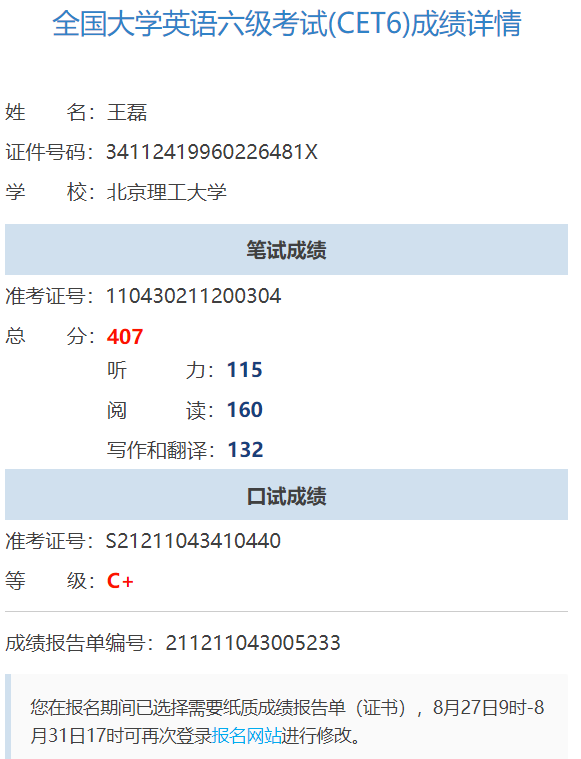 全国大学英语六级考试(CET6)成绩详情
姓 名：王磊
证件号码：34112419960226481X
学 校：北京理工大学
笔试成绩
准考证号：110430211200304
总 分：407
听 力：115
阅 读：160
写作和翻译：132
口试成绩
准考证号：S21211043410440
等 级：C+
成绩报告单编号：211211043005233
您在报名期间已选择需要纸质成绩报告单（证书），8月27日9时-8
月31日17时可再次登录报名网站进行修改。